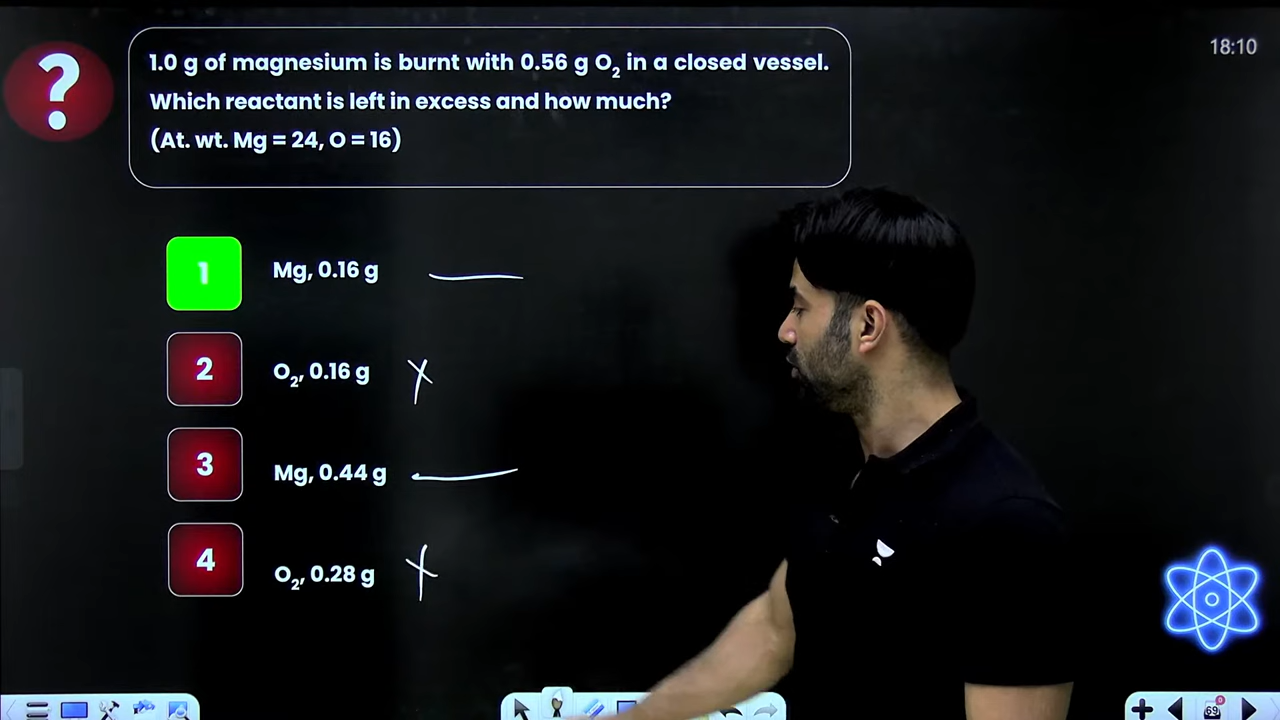 18:10
?
1.0 g of magnesium is burnt with 0.56 g O₂ in a closed vessel.
Which reactant is left in excess and how much?
(At. wt. Mg = 24, O = 16)
1 Mg, 0.16 g
2 O₂, 0.16 g
3 Mg, 0.44 g
4 O₂, 0.28 g
69